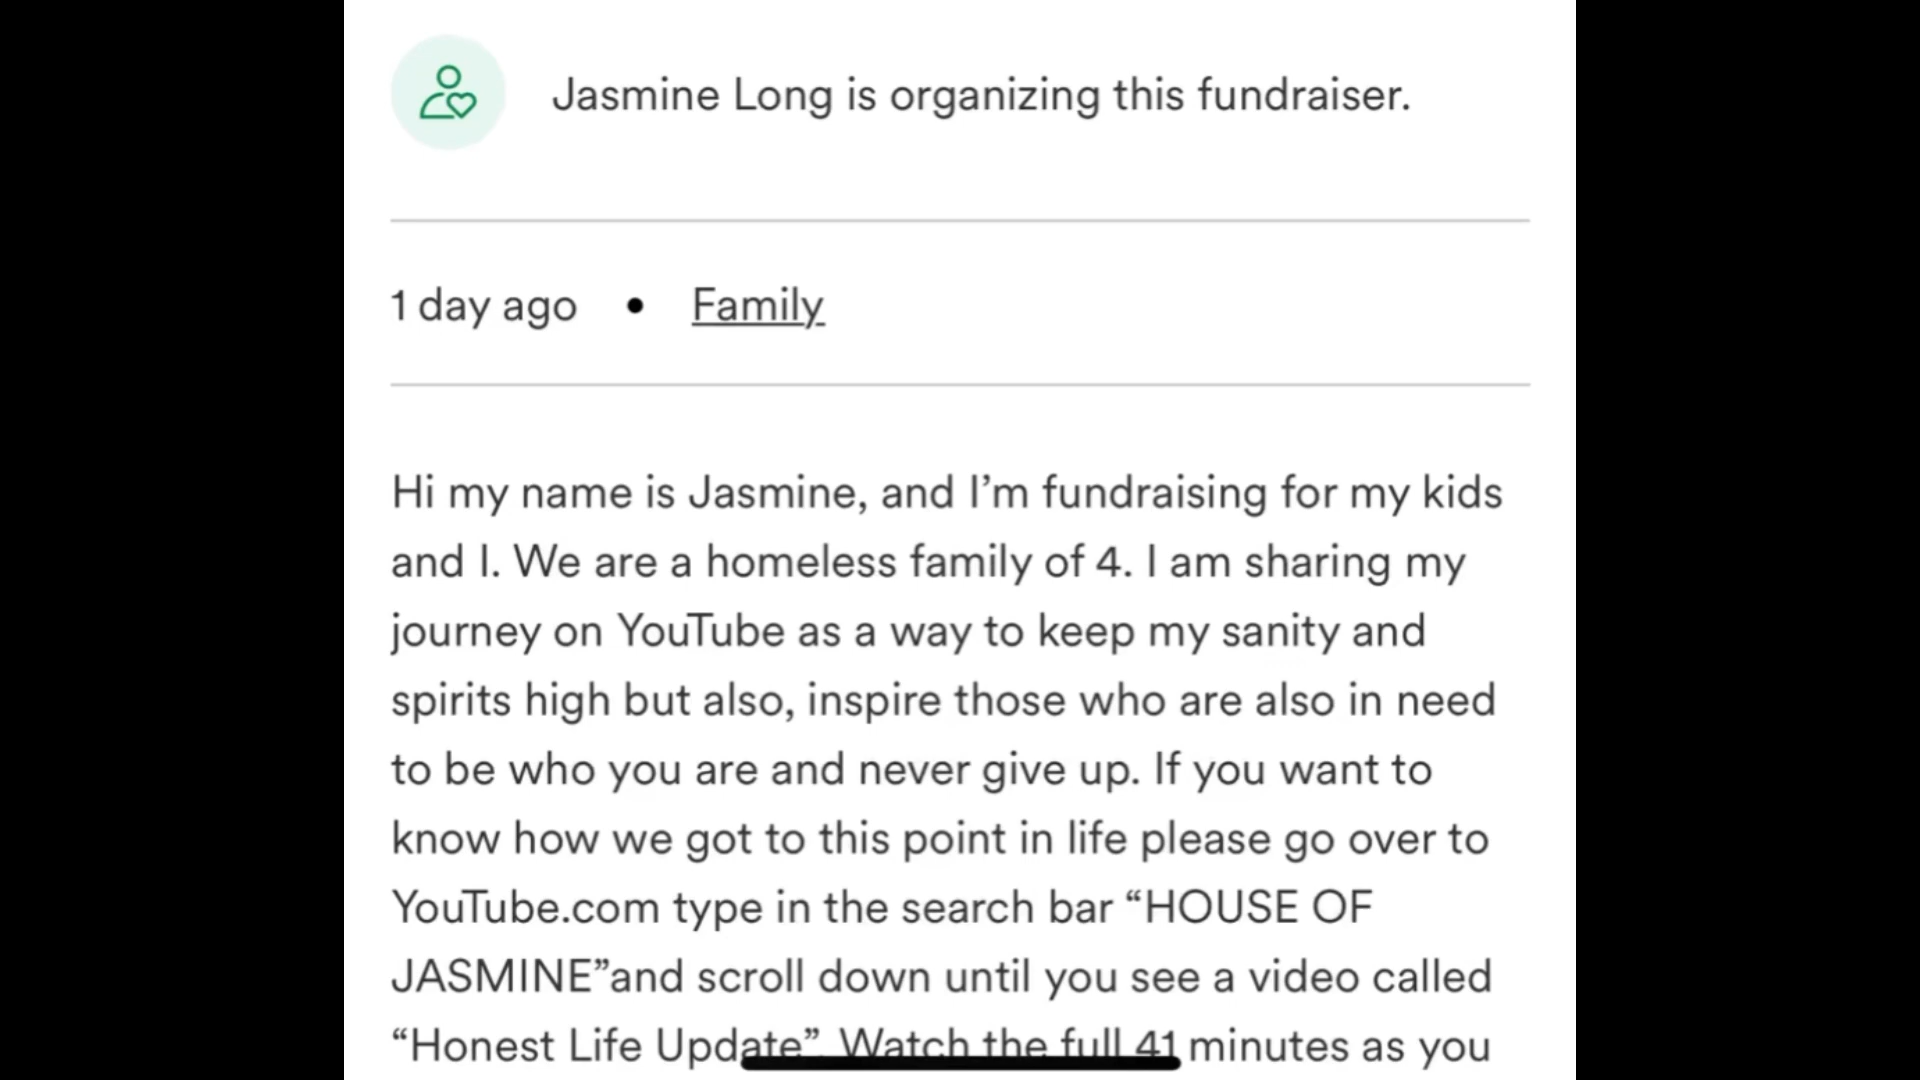 Jasmine Long is organizing this fundraiser.
1 day ago • Family
Hi my name is Jasmine, and I’m fundraising for my kids
and I. We are a homeless family of 4. I am sharing my
journey on YouTube as a way to keep my sanity and
spirits high but also, inspire those who are also in need
to be who you are and never give up. If you want to
know how we got to this point in life please go over to
YouTube.com type in the search bar “HOUSE OF
JASMINE”and scroll down until you see a video called
“Honest Life Update”. Watch the full 41 minutes as you